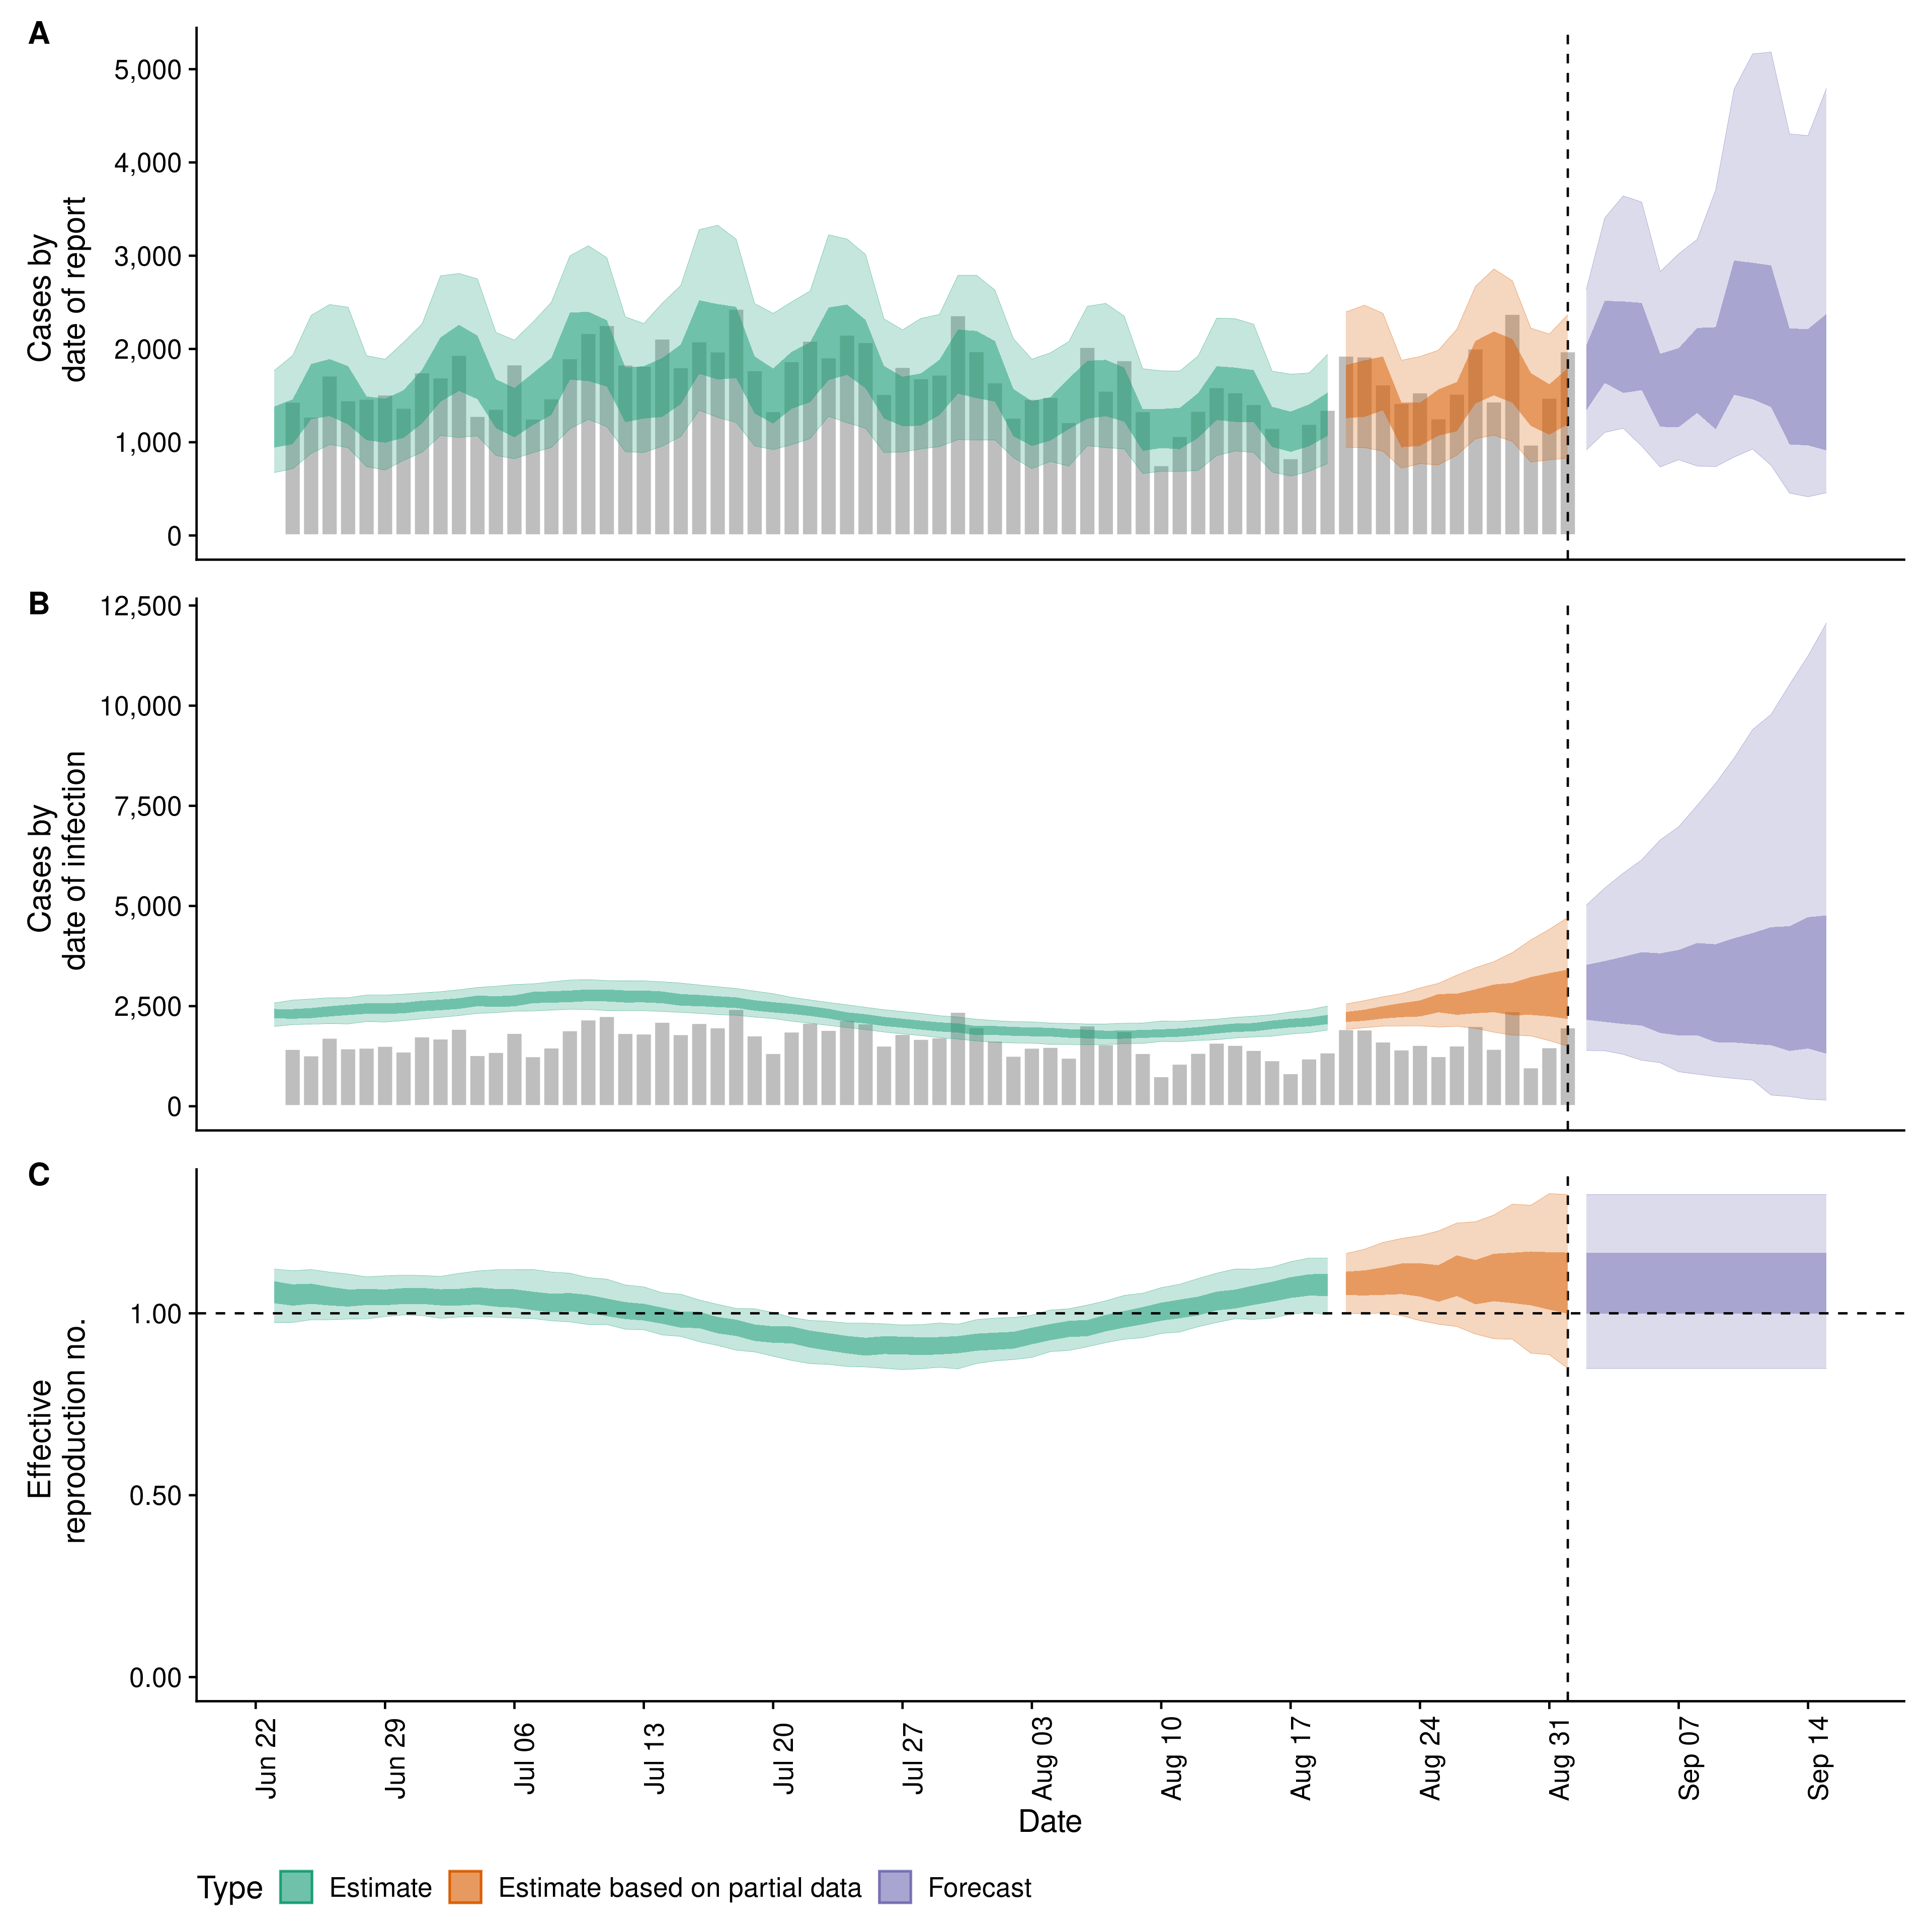 A
5,000
4,000
3,000
2,000
1,000
0
Cases by
date of report
B
12,500
10,000
7,500
5,000
2,500
0
Cases by
date of infection
C
1.00
0.50
0.00
Effective
reproduction no.
Jun 22
Jun 29
Jul 06
Jul 13
Jul 20
Jul 27
Aug 03
Aug 10
Aug 17
Aug 24
Aug 31
Sep 07
Sep 14
Date
Type Estimate Estimate based on partial data Forecast